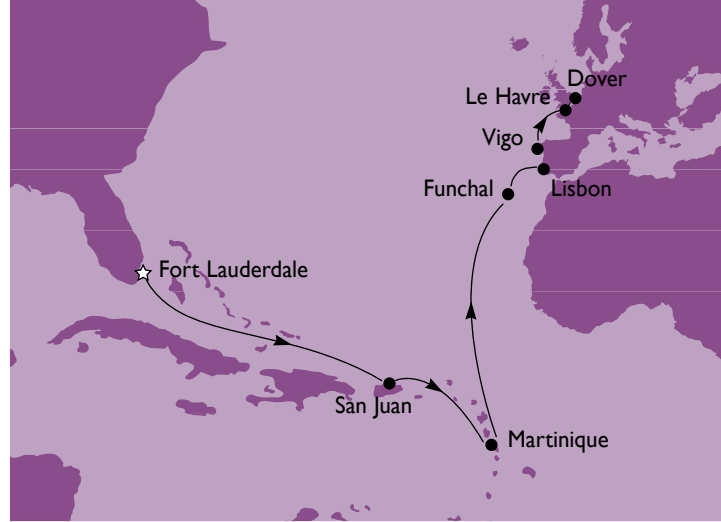 Dover
Le Havre
Vigo
Funchal
Lisbon
Fort Lauderdale
San Juan
Martinique